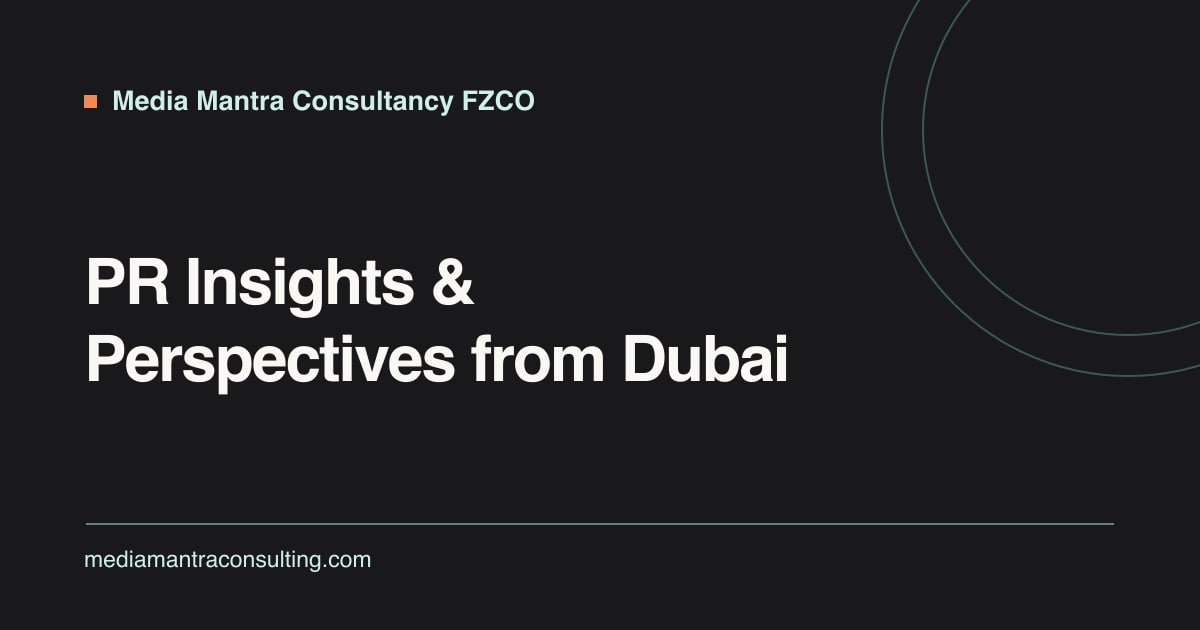 Media Mantra Consultancy FZCO
PR Insights &
Perspectives from Dubai
mediamantraconsulting.com